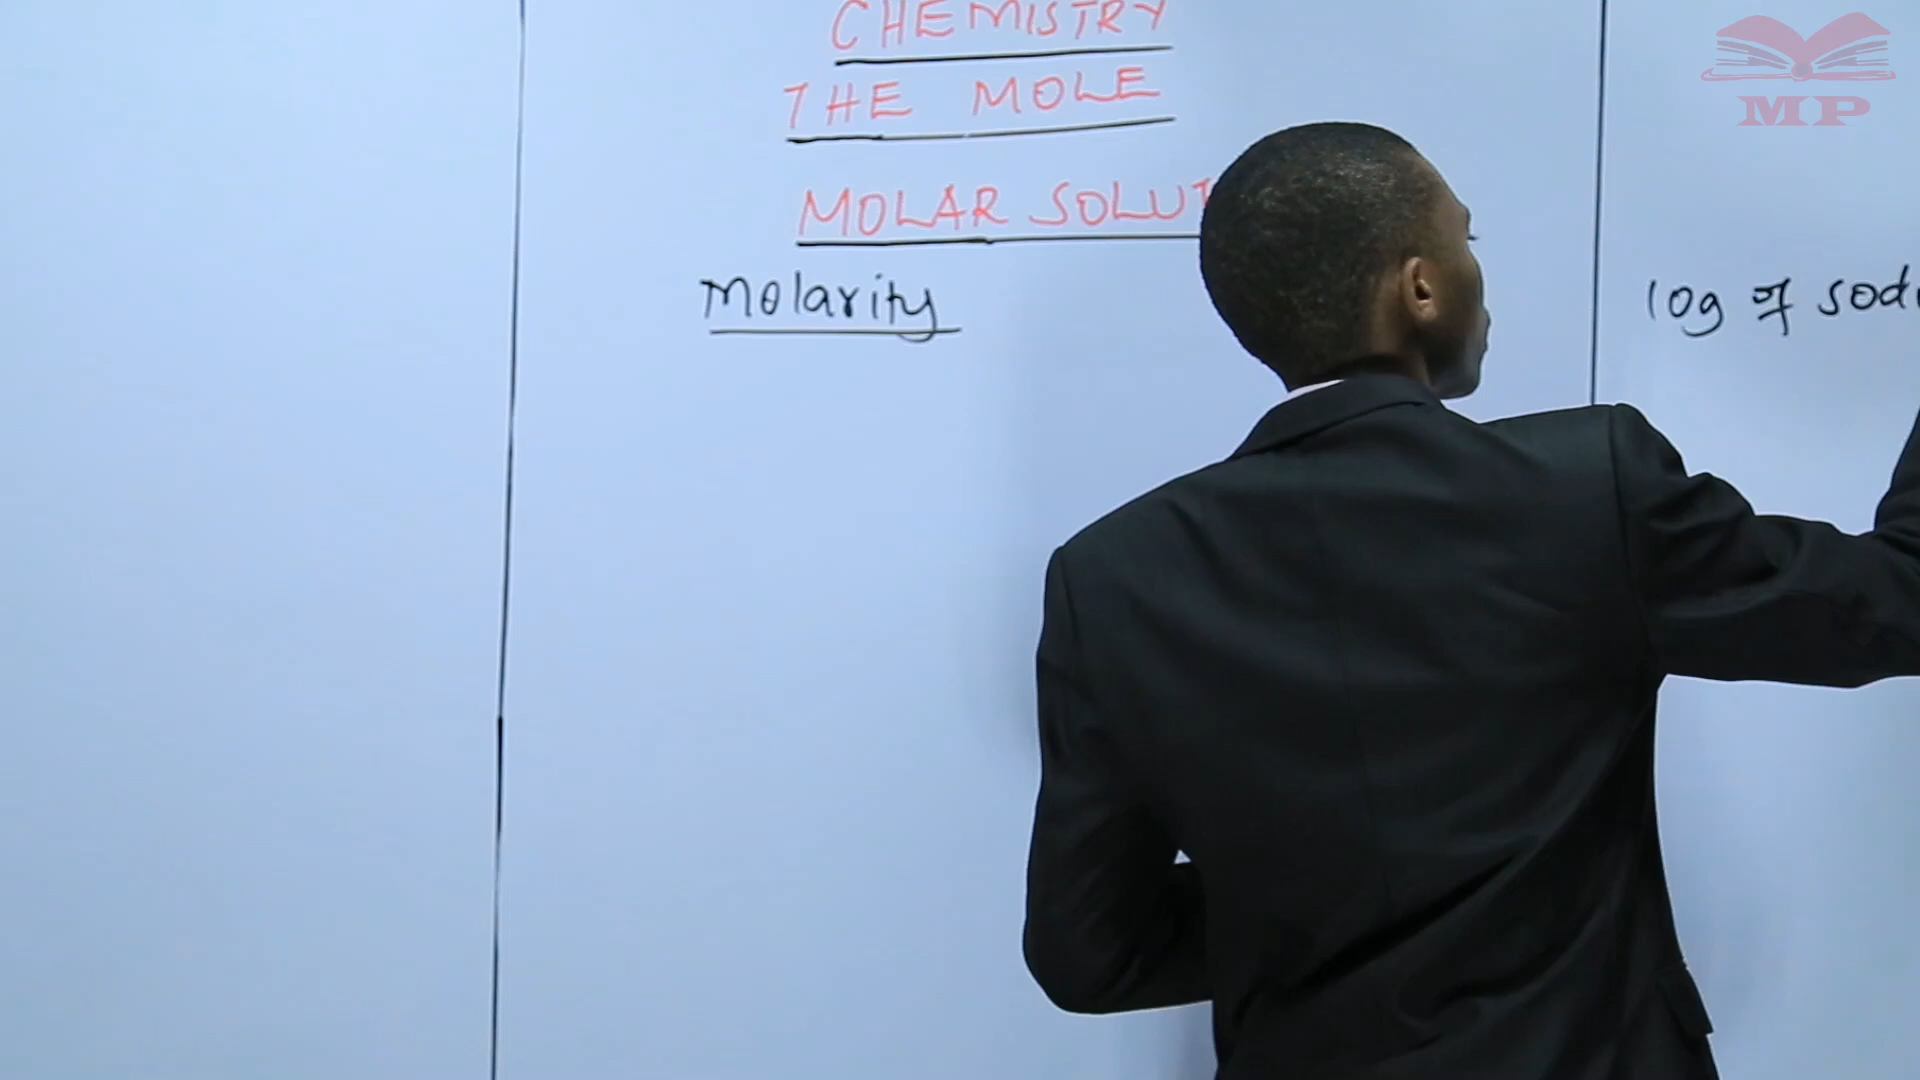 CHEMISTRY
THE MOLE
MOLAR SOLUT
Molarity
10g of sod
MP